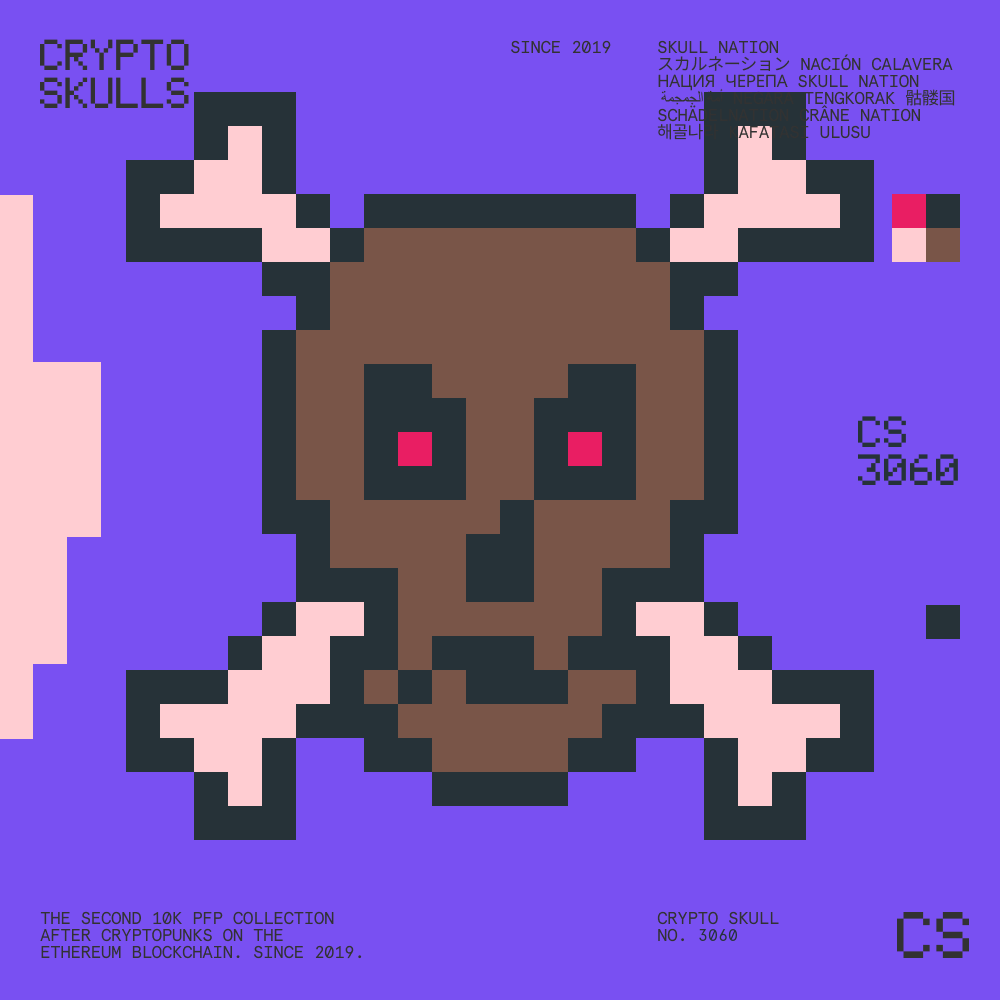 CRYPTO
SKULLS
SINCE 2019
SKULL NATION
スカルネーション NACIÓN CALAVERA
НАЦИЯ ЧЕРЕПА SKULL NATION
الجمجمة TENGKORAK 骷髅国
CRÂNE NATION
해골 ULUSU
CS
3060
THE SECOND 10K PFP COLLECTION
AFTER CRYPTOPUNKS ON THE
ETHEREUM BLOCKCHAIN. SINCE 2019.
CRYPTO SKULL
NO. 3060
CS